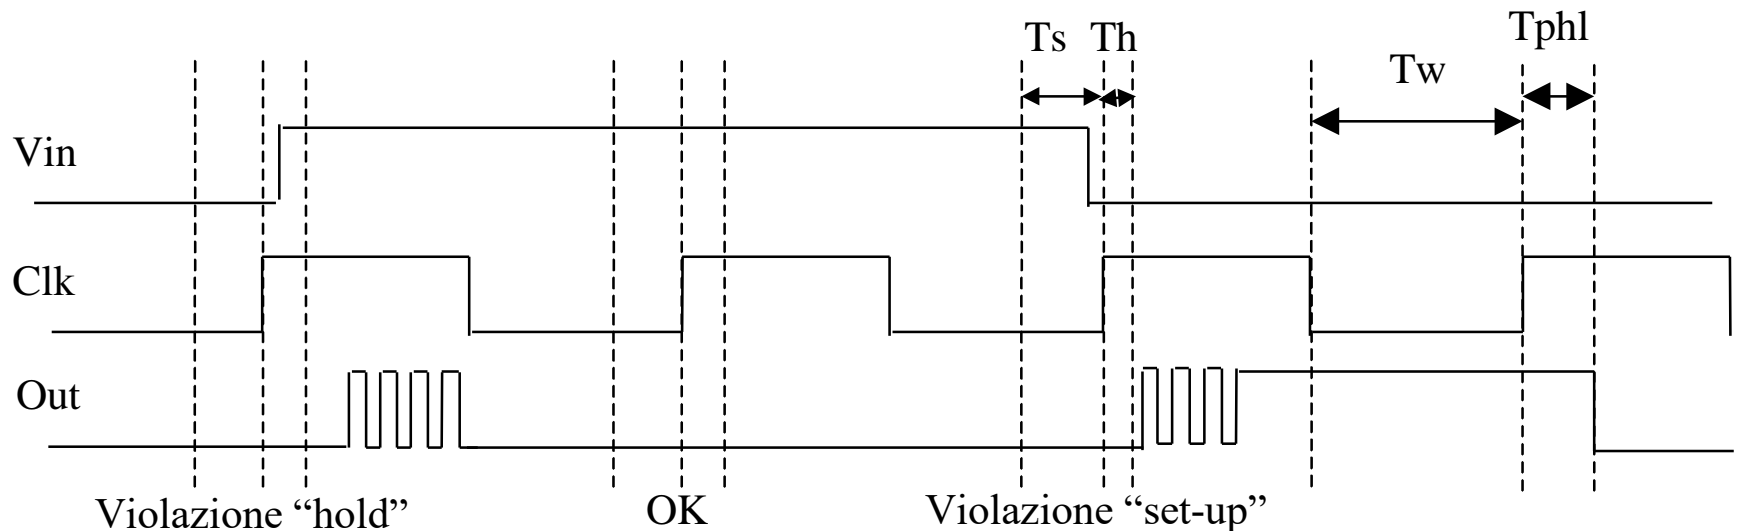 Ts Th Tphl
Tw
Vin
Clk
Out
Violazione “hold” OK Violazione “set-up”